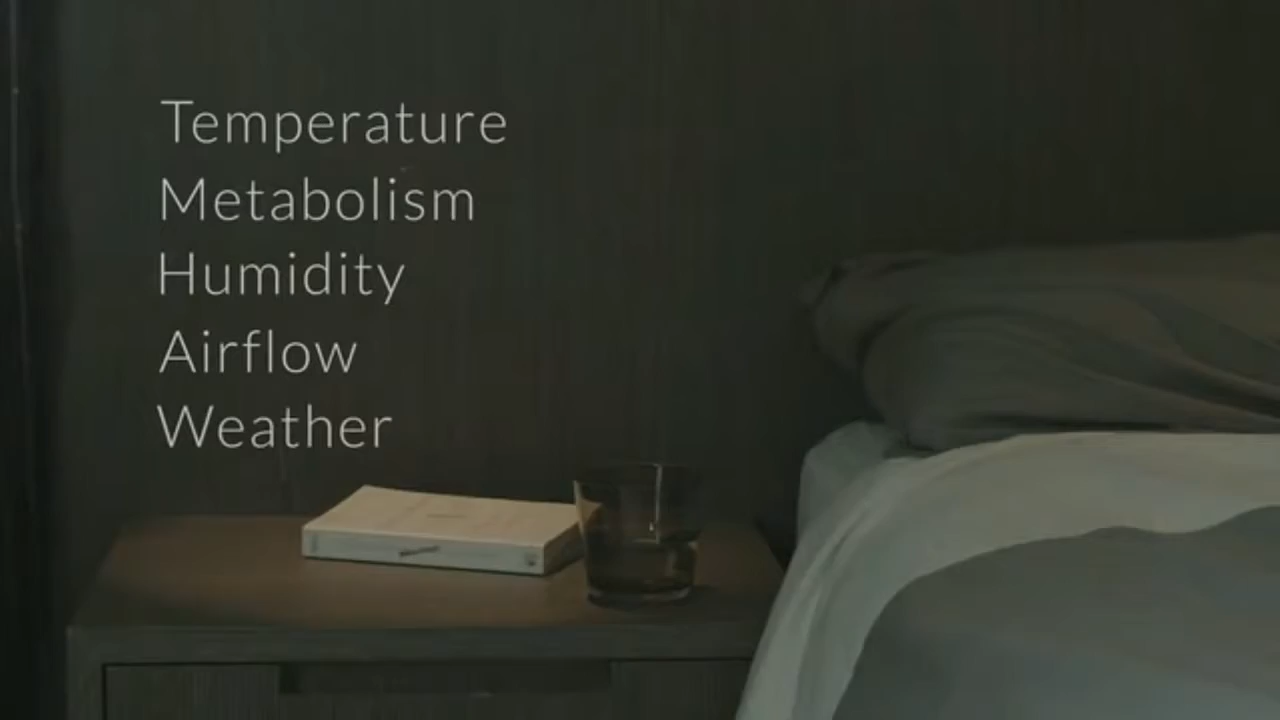 Temperature
Metabolism
Humidity
Airflow
Weather